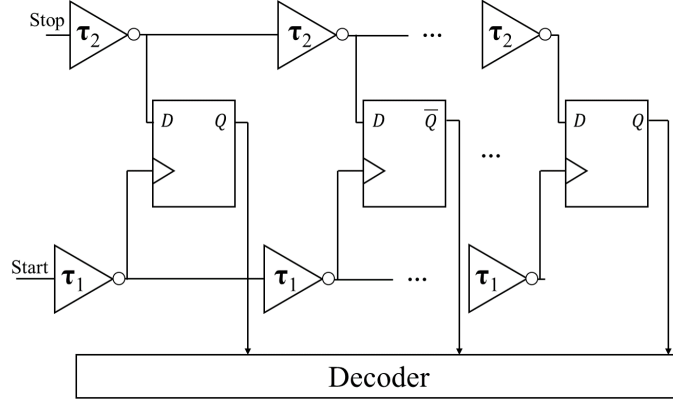 Stop
τ2 τ2 ... τ2
D Q D Q̅ D Q
...
Start
τ1 τ1 ... τ1
Decoder